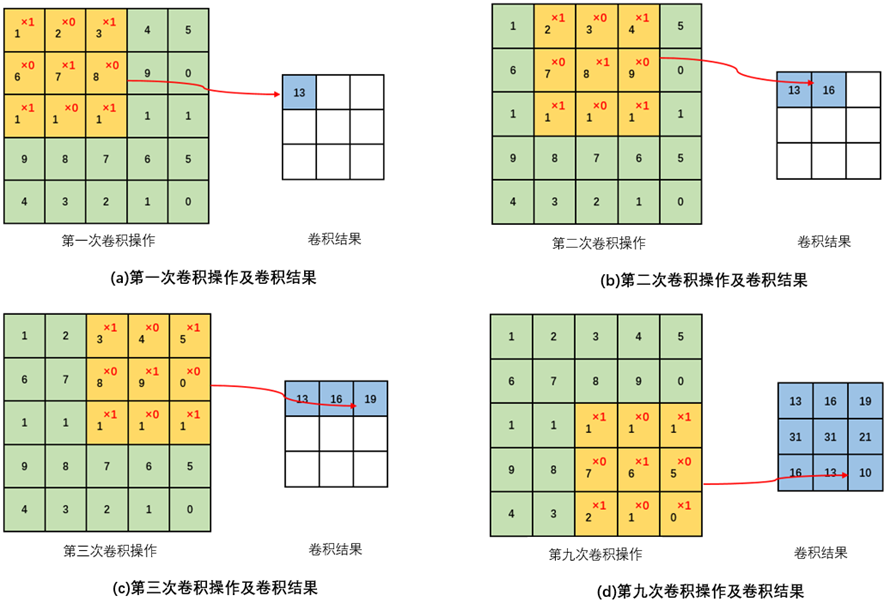 ×1 ×0 ×1
1 2 3 4 5
×0 ×1 ×0
6 7 8 9 0
×1 ×0 ×1
1 1 1 1 1
9 8 7 6 5
4 3 2 1 0
13
第一次卷积操作
卷积结果
(a)第一次卷积操作及卷积结果
×1 ×0 ×1
1 2 3 4 5
×0 ×1 ×0
6 7 8 9 0
×1 ×0 ×1
1 1 1 1 1
9 8 7 6 5
4 3 2 1 0
13 16
第二次卷积操作
卷积结果
(b)第二次卷积操作及卷积结果
×1 ×0 ×1
1 2 3 4 5
×0 ×1 ×0
6 7 8 9 0
×1 ×0 ×1
1 1 1 1 1
9 8 7 6 5
4 3 2 1 0
13 16 19
第三次卷积操作
卷积结果
(c)第三次卷积操作及卷积结果
1 2 3 4 5
6 7 8 9 0
×1 ×0 ×1
1 1 1 1 1
×0 ×1 ×0
9 8 7 6 5
×1 ×0 ×1
4 3 2 1 0
13 16 19
31 31 21
16 13 10
第九次卷积操作
卷积结果
(d)第九次卷积操作及卷积结果